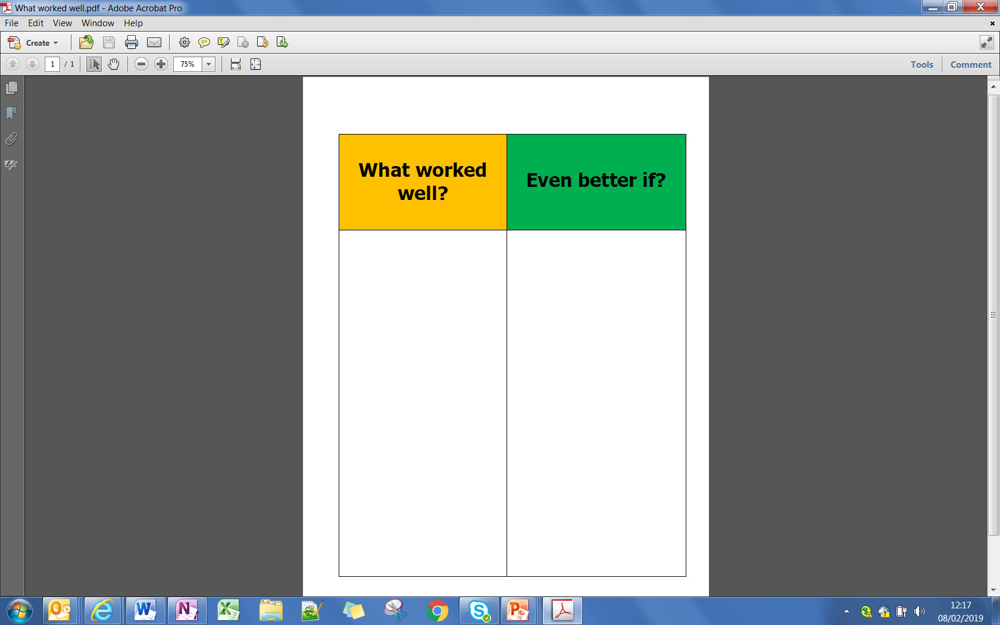 What worked well.pdf - Adobe Acrobat Pro
File Edit View Window Help
Create
1 / 1 75% Tools Comment
What worked
well?
Even better if?
12:17
08/02/2019